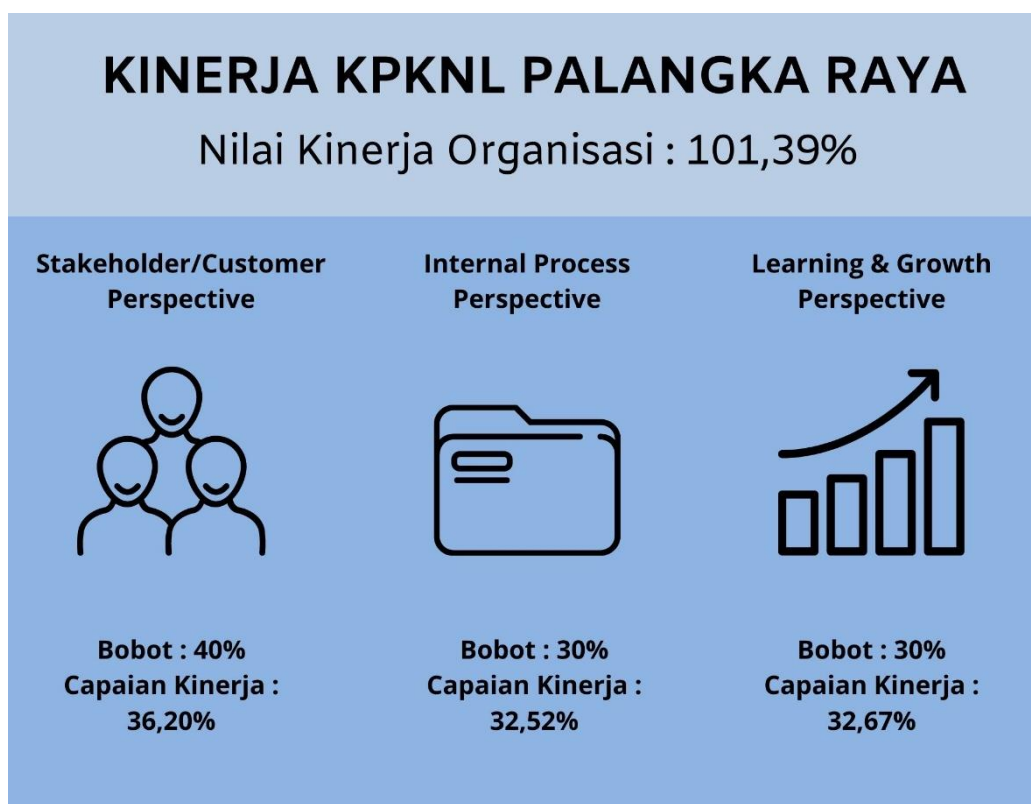 KINERJA KPKNL PALANGKA RAYA
Nilai Kinerja Organisasi : 101,39%
Stakeholder/Customer
Perspective
Internal Process
Perspective
Learning & Growth
Perspective
Bobot : 40%
Capaian Kinerja :
36,20%
Bobot : 30%
Capaian Kinerja :
32,52%
Bobot : 30%
Capaian Kinerja :
32,67%